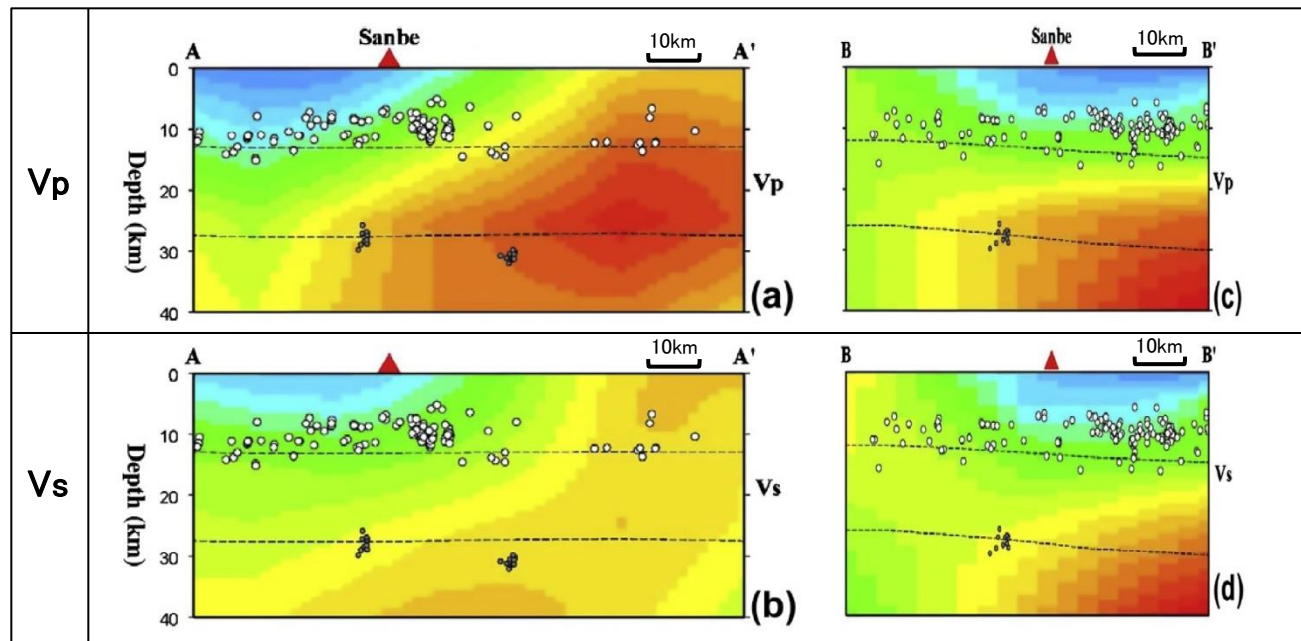 Vp
A
Sanbe
10km
A'
0
10
20
30
40
Depth (km)
Vp
(a)
B
Sanbe
10km
B'
Vp
(c)
Vs
A
10km
A'
0
10
20
30
40
Depth (km)
Vs
(b)
B
10km
B'
Vs
(d)